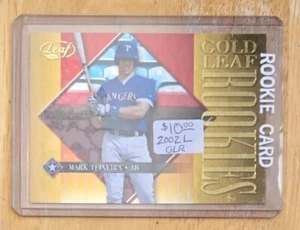 Leaf
GOLD LEAF
ROOKIES
ROOKIE CARD
RANGERS
$10.00
2002 L
GLR
MARK TEIXEIRA • 3B